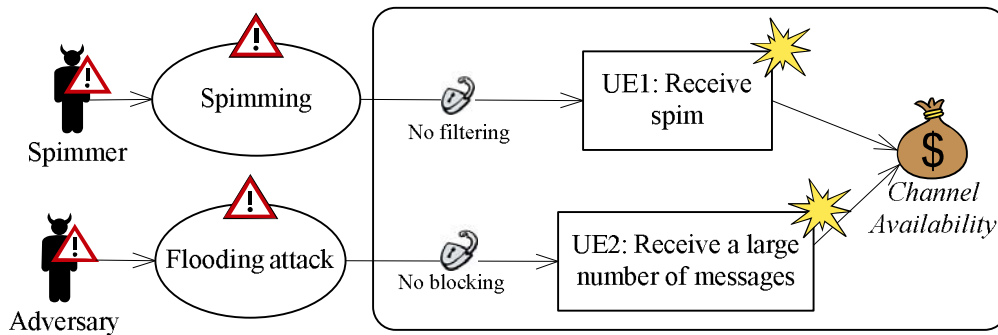 Spimmer
Spimming
No filtering
UE1: Receive
spim
$
Channel
Availability
Adversary
Flooding attack
No blocking
UE2: Receive a large
number of messages